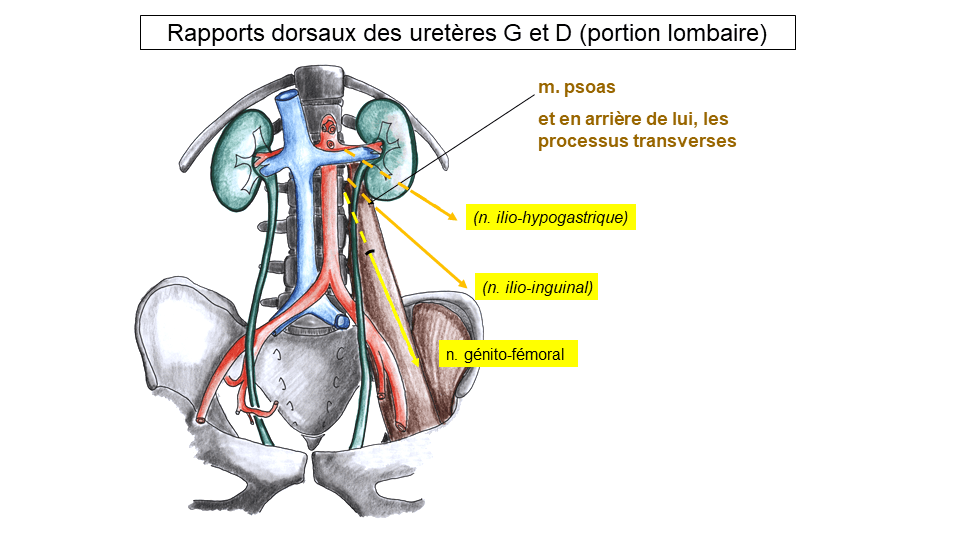 Rapports dorsaux des uretères G et D (portion lombaire)
m. psoas
et en arrière de lui, les
processus transverses
(n. ilio-hypogastrique)
(n. ilio-inguinal)
n. génito-fémoral